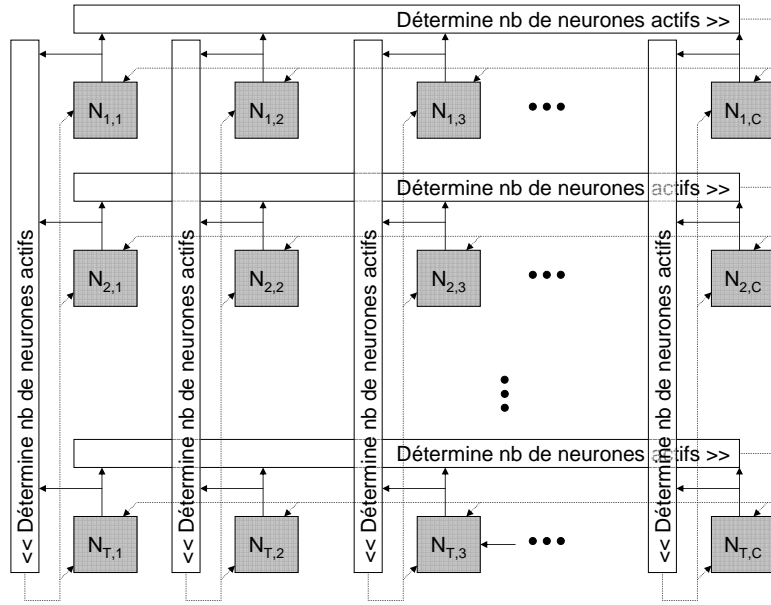 Détermine nb de neurones actifs >>
N1,1 N1,2 N1,3 ••• N1,C
Détermine nb de neurones actifs >>
N2,1 N2,2 N2,3 ••• N2,C
Détermine nb de neurones actifs >>
NT,1 NT,2 NT,3 ••• NT,C
<< Détermine nb de neurones actifs
<< Détermine nb de neurones actifs
<< Détermine nb de neurones actifs
<< Détermine nb de neurones actifs